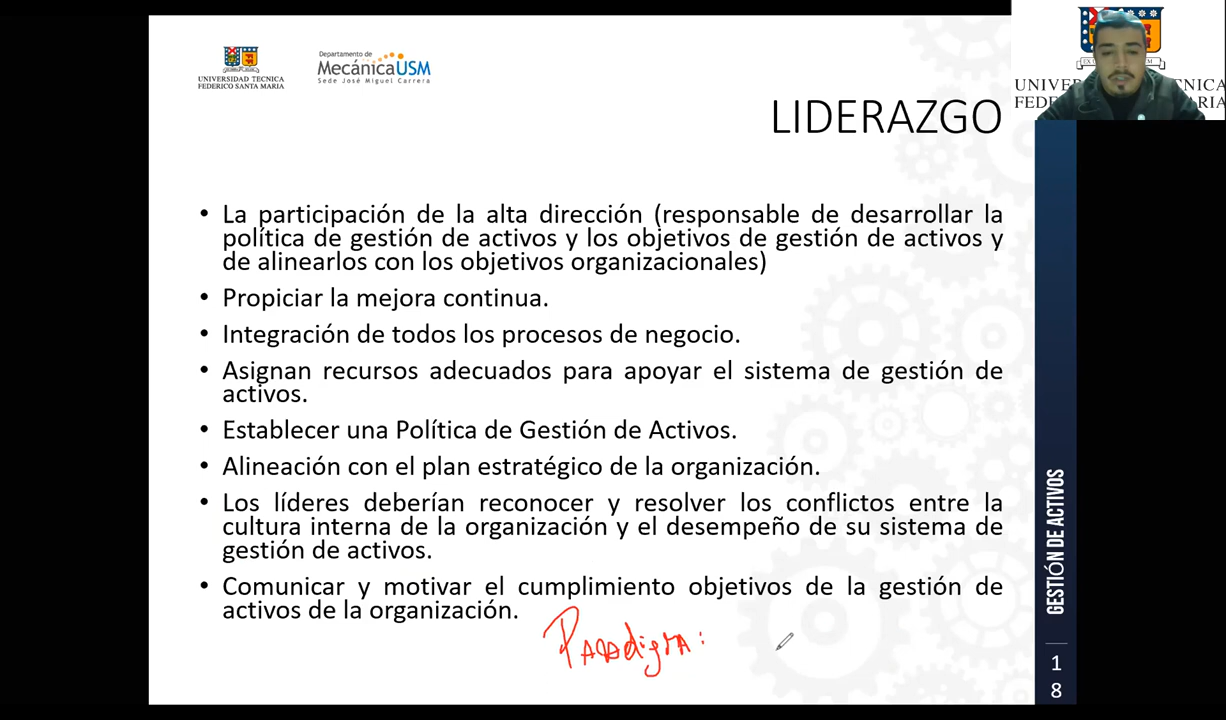 UNIVERSIDAD TECNICA
FEDERICO SANTA MARIA
Departamento de
MecánicaUSM
Sede José Miguel Carrera
LIDERAZGO
• La participación de la alta dirección (responsable de desarrollar la
política de gestión de activos y los objetivos de gestión de activos y
de alinearlos con los objetivos organizacionales)
• Propiciar la mejora continua.
• Integración de todos los procesos de negocio.
• Asignan recursos adecuados para apoyar el sistema de gestión de
activos.
• Establecer una Política de Gestión de Activos.
• Alineación con el plan estratégico de la organización.
• Los líderes deberían reconocer y resolver los conflictos entre la
cultura interna de la organización y el desempeño de su sistema de
gestión de activos.
• Comunicar y motivar el cumplimiento objetivos de la gestión de
activos de la organización.
Paradigma:
GESTIÓN DE ACTIVOS
1
8